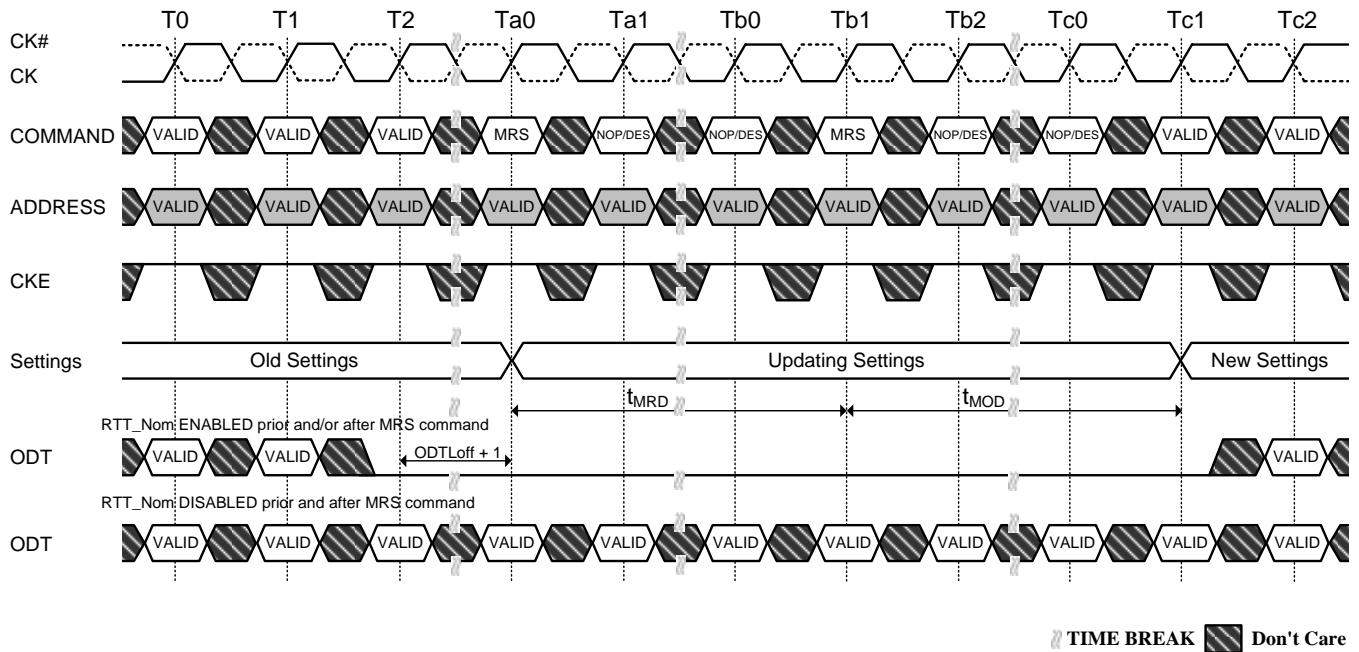 T0 T1 T2 Ta0 Ta1 Tb0 Tb1 Tb2 Tc0 Tc1 Tc2
CK#
CK
COMMAND VALID VALID VALID MRS NOP/DES NOP/DES MRS NOP/DES NOP/DES VALID VALID
ADDRESS VALID VALID VALID VALID VALID VALID VALID VALID VALID VALID VALID
CKE
Settings Old Settings Updating Settings New Settings
tMRD tMOD
RTT_Nom ENABLED prior and/or after MRS command
ODT VALID VALID ODTLoff + 1 VALID
RTT_Nom DISABLED prior and after MRS command
ODT VALID VALID VALID VALID VALID VALID VALID VALID VALID VALID VALID
TIME BREAK Don't Care